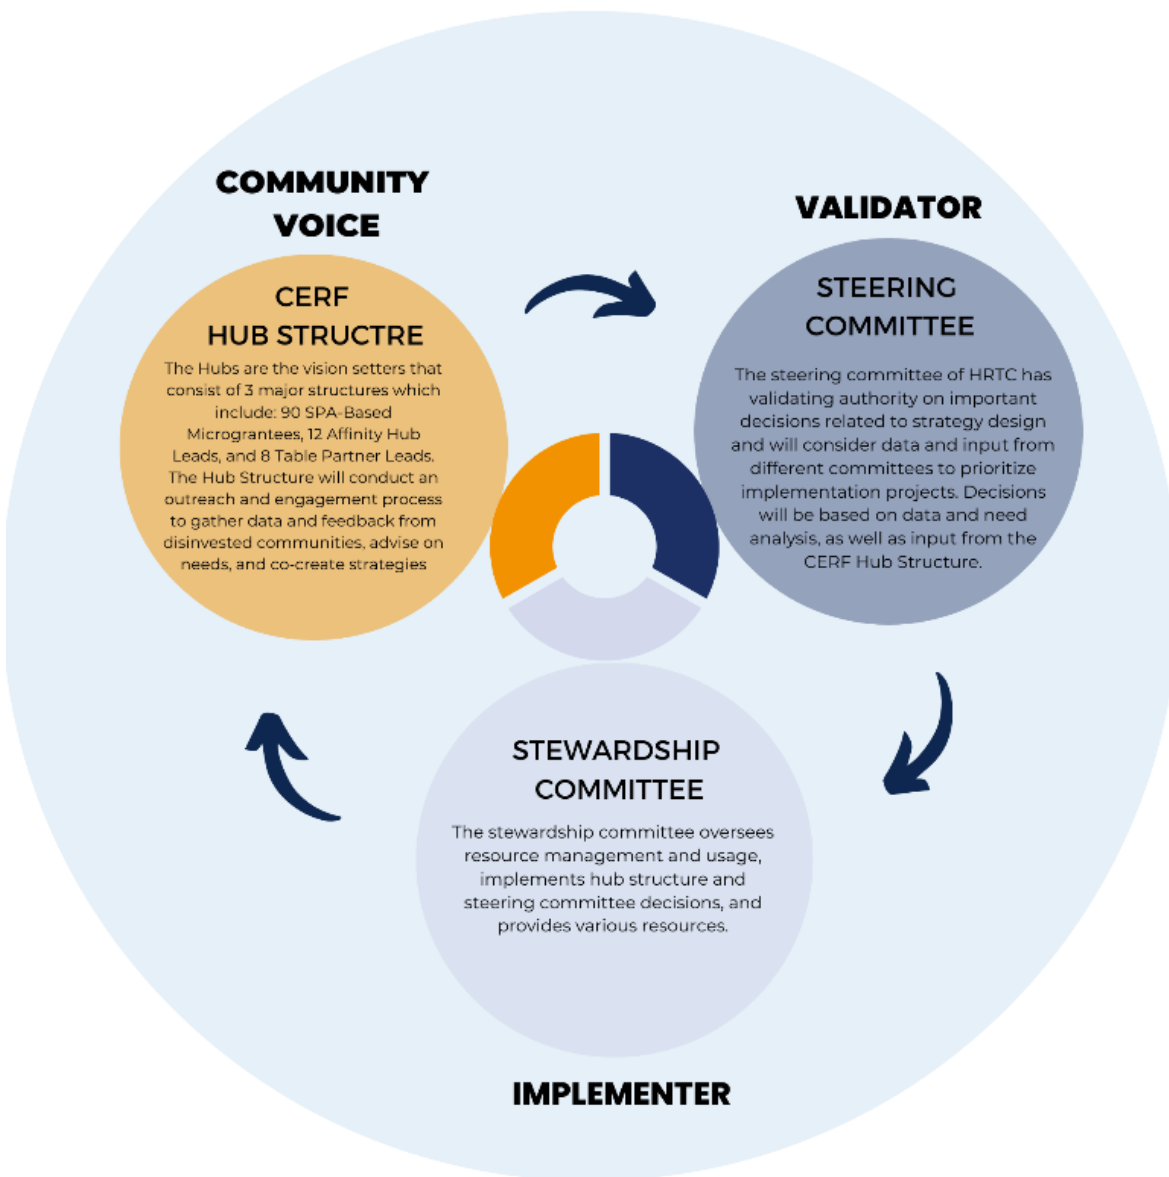 COMMUNITY
VOICE
CERF
HUB STRUCTRE
The Hubs are the vision setters that
consist of 3 major structures which
include: 90 SPA-Based
Micrograntees, 12 Affinity Hub
Leads, and 8 Table Partner Leads.
The Hub Structure will conduct an
outreach and engagement process
to gather data and feedback from
disinvested communities, advise on
needs, and co-create strategies
VALIDATOR
STEERING
COMMITTEE
The steering committee of HRTC has
validating authority on important
decisions related to strategy design
and will consider data and input from
different committees to prioritize
implementation projects. Decisions
will be based on data and need
analysis, as well as input from the
CERF Hub Structure.
STEWARDSHIP
COMMITTEE
The stewardship committee oversees
resource management and usage,
implements hub structure and
steering committee decisions, and
provides various resources.
IMPLEMENTER